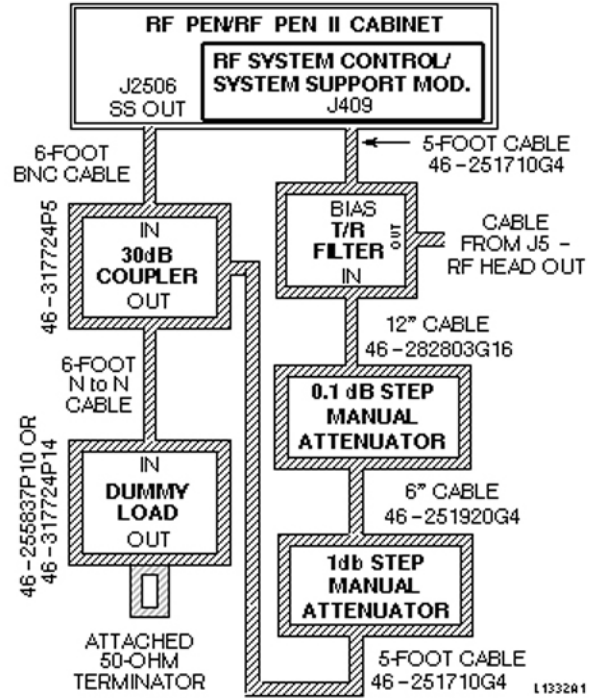 RF PEN/RF PEN II CABINET
RF SYSTEM CONTROL/
SYSTEM SUPPORT MOD.
J409
J2506
SS OUT
6-FOOT
BNC CABLE
5-FOOT CABLE
46-251710G4
46-317724P5
IN
30dB
COUPLER
OUT
BIAS
T/R
FILTER
IN
OUT
CABLE
FROM J5 -
RF HEAD OUT
6-FOOT
N to N
CABLE
12" CABLE
46-282803G16
0.1 dB STEP
MANUAL
ATTENUATOR
46-255837P10 OR
46-317724P14
IN
DUMMY
LOAD
OUT
6" CABLE
46-251920G4
1db STEP
MANUAL
ATTENUATOR
ATTACHED
50-OHM
TERMINATOR
5-FOOT CABLE
46-251710G4
L1332A1